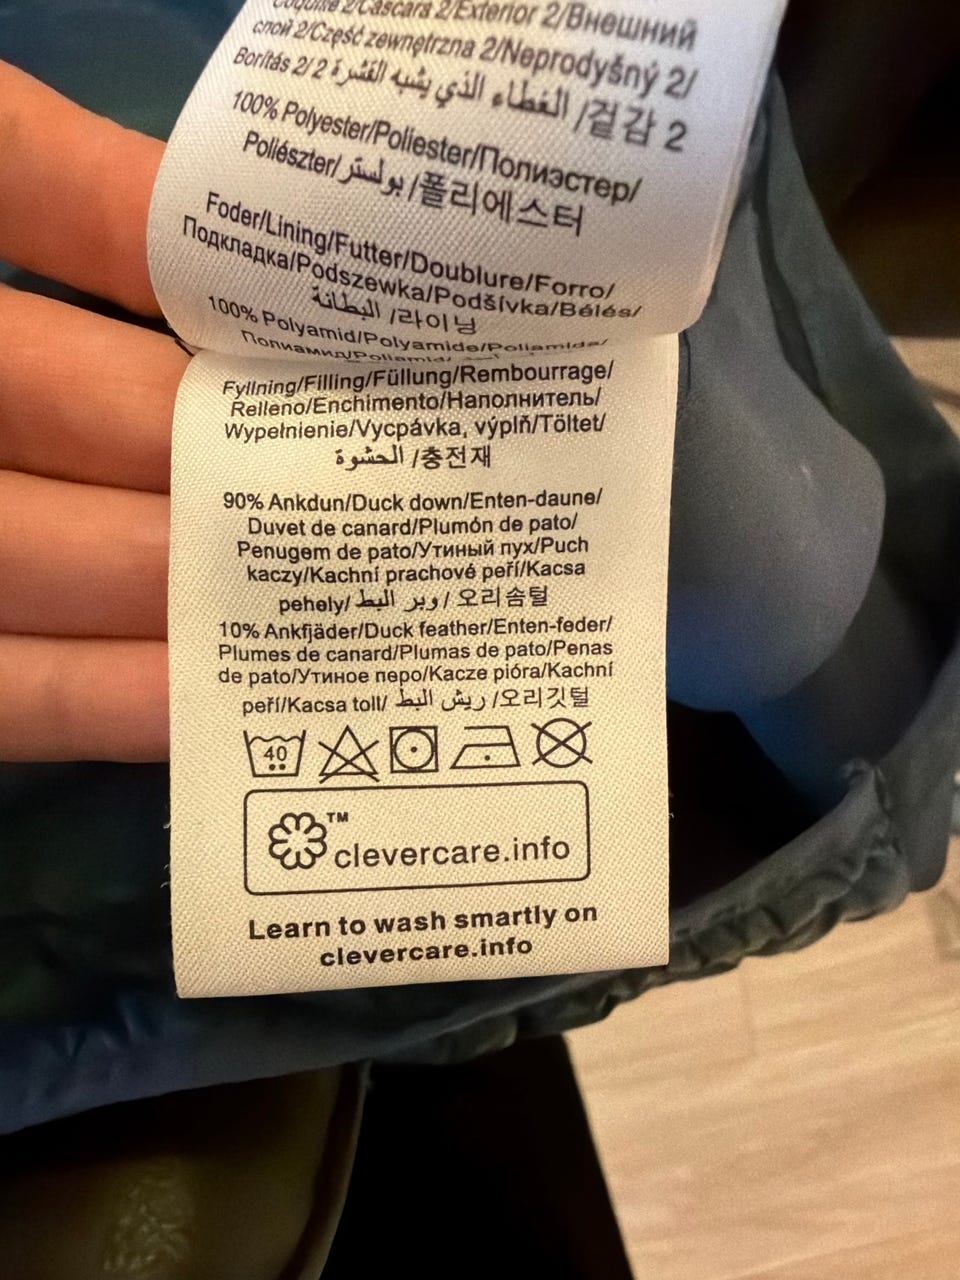 Coquille 2/Cáscara 2/Exterior 2/Внешний
слой 2/Część zewnętrzna 2/Neprodyšný 2/
Borítás 2/ الغطاء الذي يشبه القشرة 2 /겉감 2
100% Polyester/Poliester/Полиэстер/
Poliészter/ بولستر /폴리에스터
Foder/Lining/Futter/Doublure/Forro/
Подкладка/Podszewka/Podšívka/Bélés/
البطانة /라이닝
100% Polyamid/Polyamide/Poliamida/
Полиамид/Poliamid/
Fyllning/Filling/Füllung/Rembourrage/
Relleno/Enchimento/Наполнитель/
Wypełnienie/Vycpávka, výplň/Töltet/
الحشوة /충전재
90% Ankdun/Duck down/Enten-daune/
Duvet de canard/Plumón de pato/
Penugem de pato/Утиный пух/Puch
kaczy/Kachní prachové peří/Kacsa
pehely/ وبر البط / 오리솜털
10% Ankfjäder/Duck feather/Enten-feder/
Plumes de canard/Plumas de pato/Penas
de pato/Утиное перо/Kacze pióra/Kachní
peří/Kacsa toll/ ريش البط /오리깃털
40
TM
clevercare.info
Learn to wash smartly on
clevercare.info